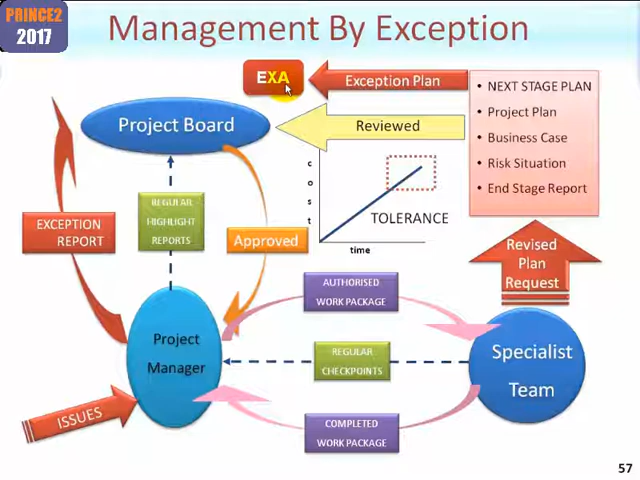 PRINCE2
2017
Management By Exception
EXA
Exception Plan
NEXT STAGE PLAN
Project Plan
Business Case
Risk Situation
End Stage Report
Project Board
Reviewed
c
o
s
t
TOLERANCE
time
EXCEPTION
REPORT
REGULAR
HIGHLIGHT
REPORTS
Approved
Revised
Plan
Request
AUTHORISED
WORK PACKAGE
Project
Manager
REGULAR
CHECKPOINTS
Specialist
Team
ISSUES
COMPLETED
WORK PACKAGE
57